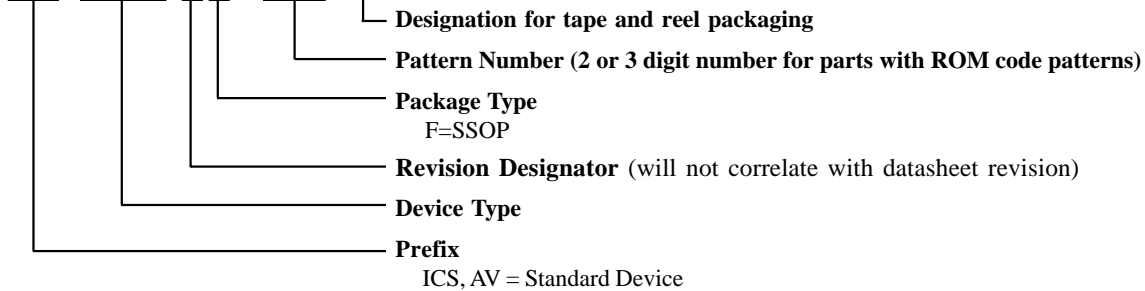 Designation for tape and reel packaging
Pattern Number (2 or 3 digit number for parts with ROM code patterns)
Package Type
F=SSOP
Revision Designator (will not correlate with datasheet revision)
Device Type
Prefix
ICS, AV = Standard Device